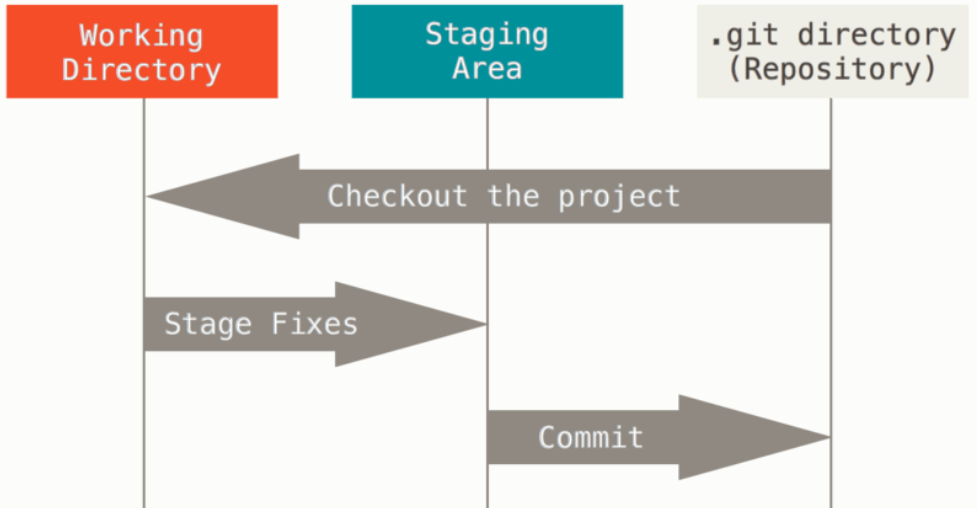 Working
Directory
Staging
Area
.git directory
(Repository)
Checkout the project
Stage Fixes
Commit